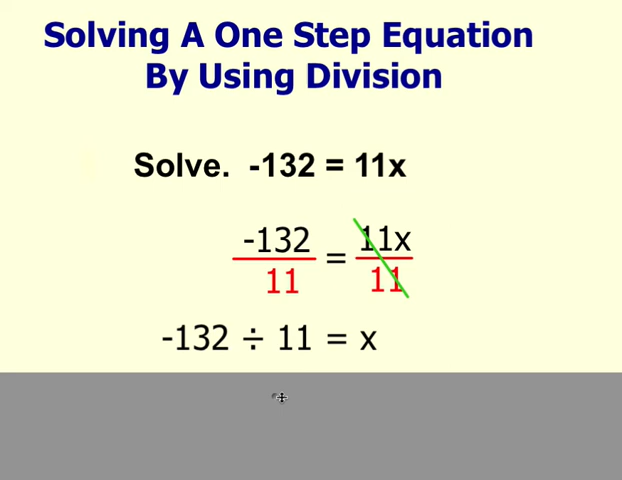 Solving A One Step Equation
By Using Division
Solve. -132 = 11x
-132 = 11x
11 11
-132 ÷ 11 = x